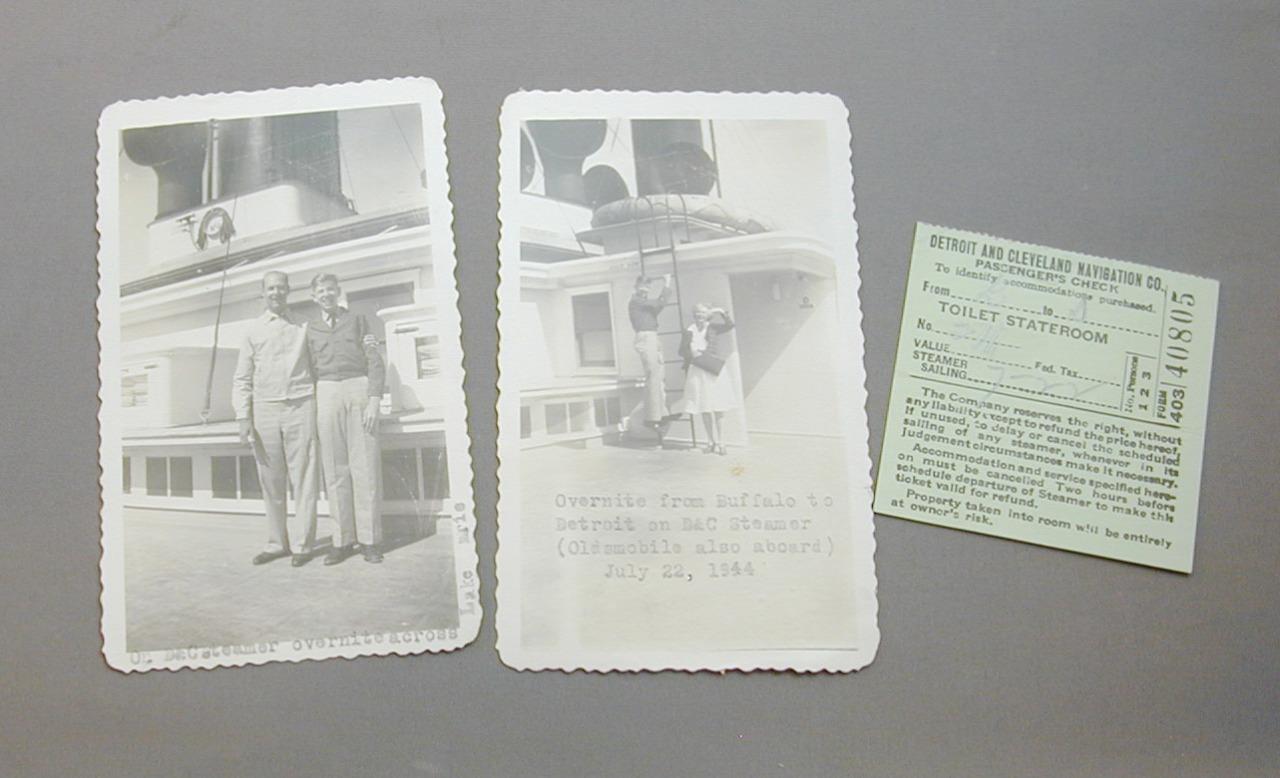 On D&C steamer overnite across
Lake Erie
Overnite from Buffalo to
Detroit on D&C Steamer
(Oldsmobile also aboard)
July 22, 1944
DETROIT AND CLEVELAND NAVIGATION CO.
PASSENGER'S CHECK
To identify accommodations purchased.
From to
TOILET STATEROOM
No.
VALUE Fed. Tax
STEAMER
SAILING
No. Persons
1 2 3
FORM
403
40805
The Company reserves the right, without
any liability except to refund the price hereof,
if unused, to delay or cancel the scheduled
sailing of any steamer, whenever in its
judgement circumstances make it necessary.
Accommodation and service specified here-
on must be cancelled Two hours before
schedule departure of Steamer to make this
ticket valid for refund.
Property taken into room will be entirely
at owner's risk.